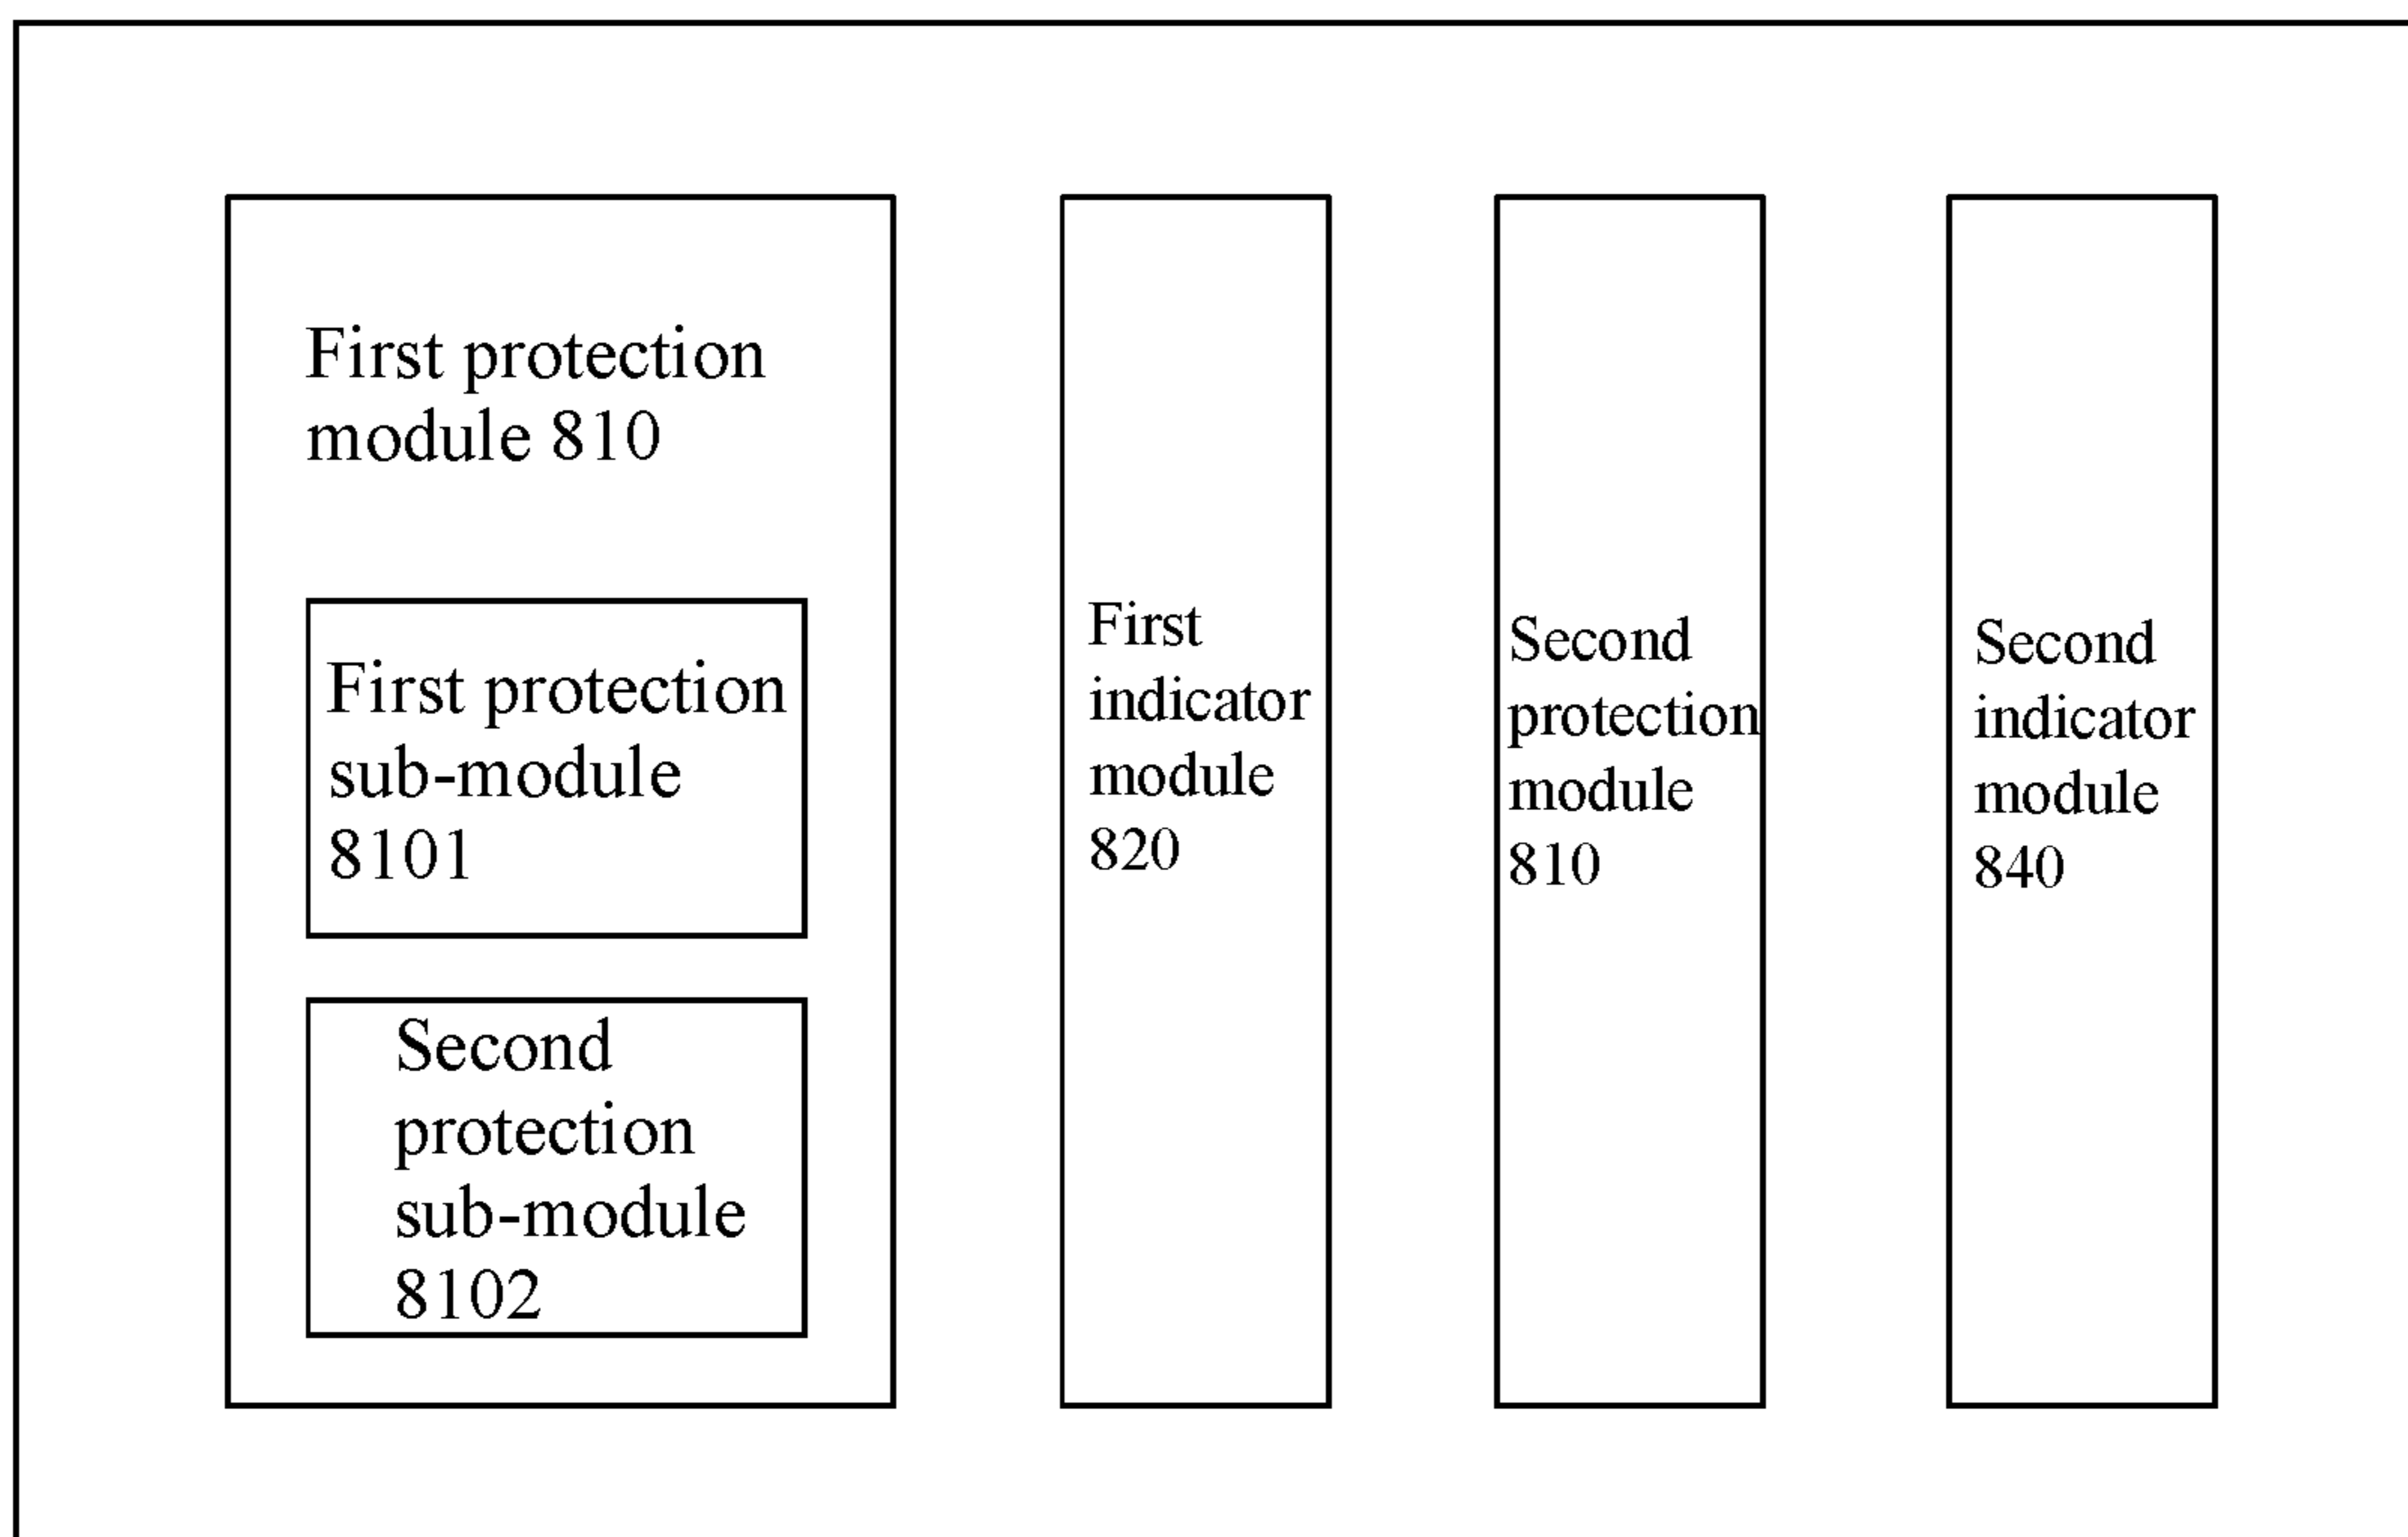 First protection
module 810
First protection
sub-module
8101
Second
protection
sub-module
8102
First
indicator
module
820
Second
protection
module
810
Second
indicator
module
840